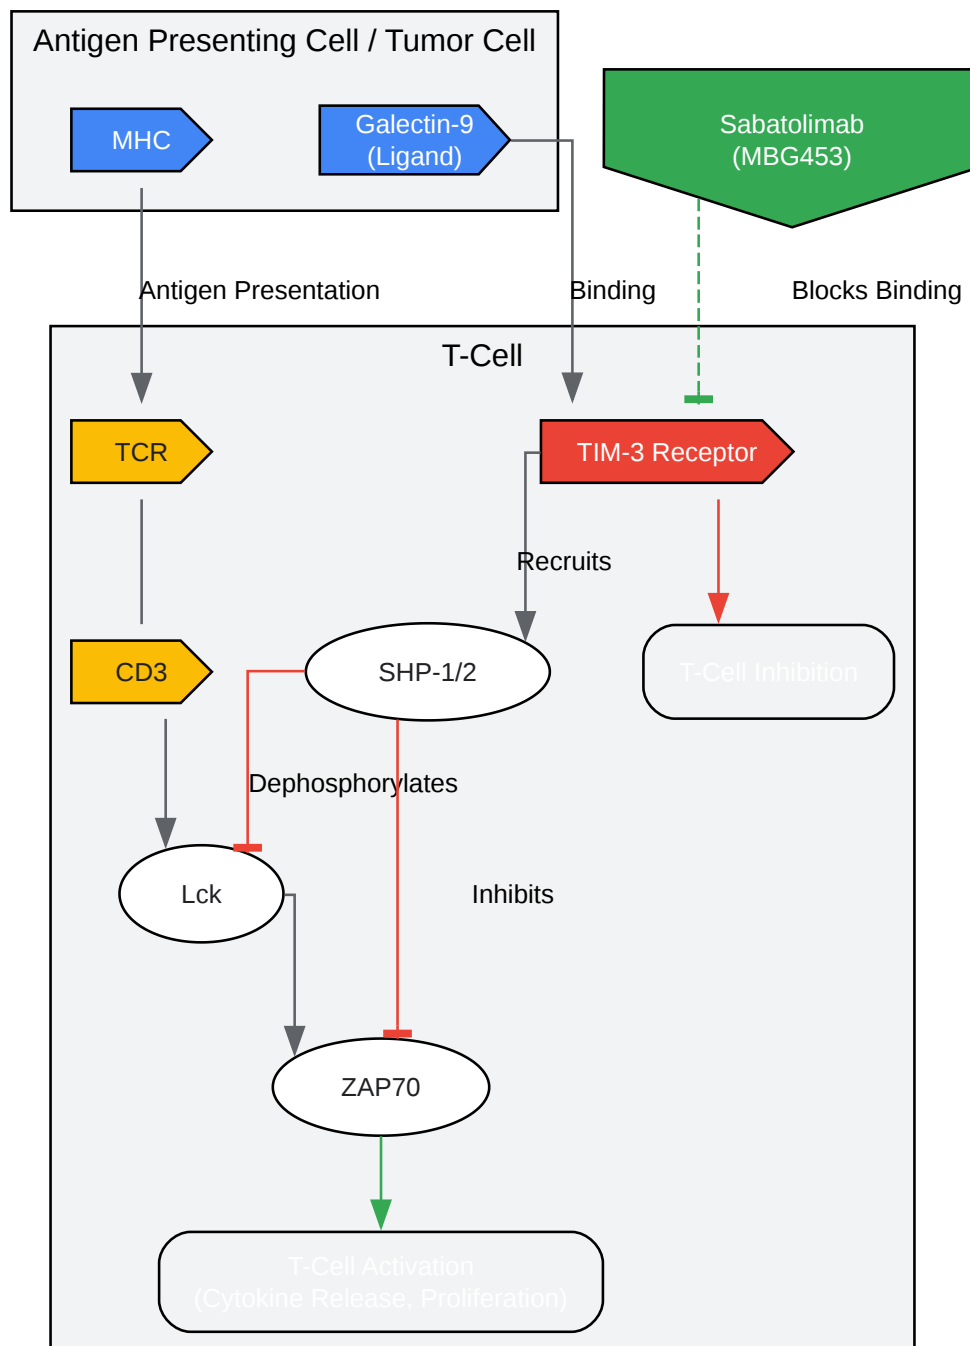 Antigen Presenting Cell / Tumor Cell
MHC
Galectin-9
(Ligand)
Sabatolimab
(MBG453)
Antigen Presentation
Binding
Blocks Binding
T-Cell
TCR
TIM-3 Receptor
Recruits
CD3
SHP-1/2
T-Cell Inhibition
Dephosphorylates
Lck
Inhibits
ZAP70
T-Cell Activation
(Cytokine Release, Proliferation)